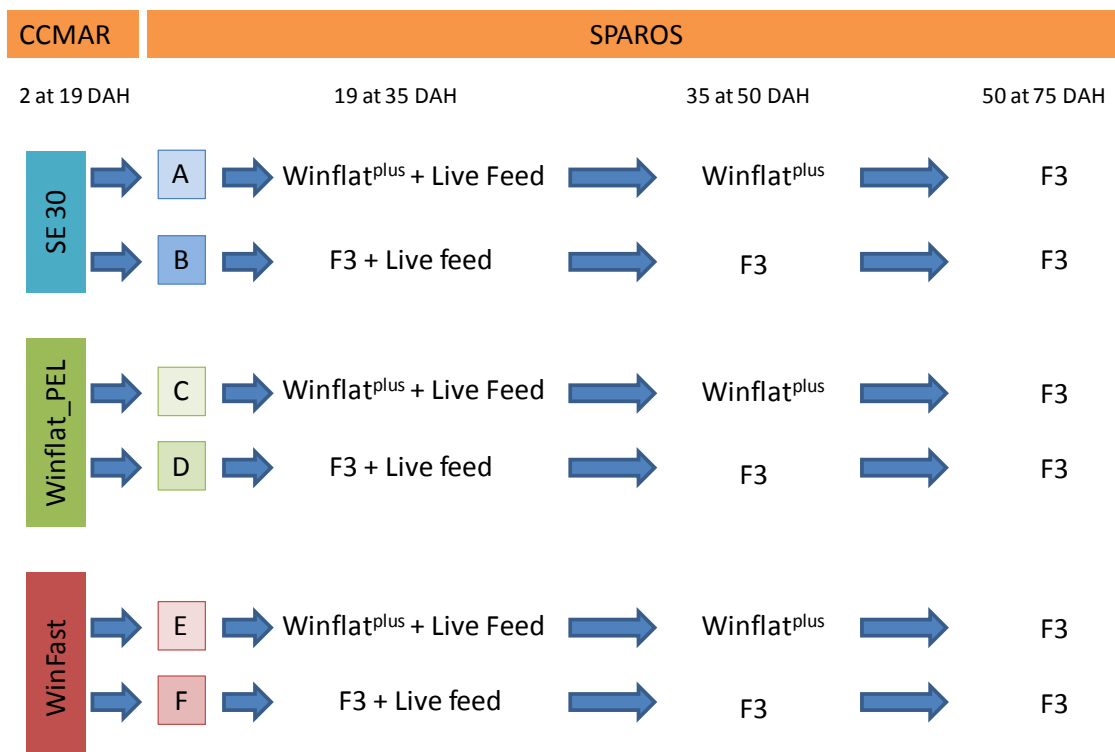 CCMAR SPAROS
2 at 19 DAH 19 at 35 DAH 35 at 50 DAH 50 at 75 DAH
SE 30
A Winflatplus + Live Feed Winflatplus F3
B F3 + Live feed F3 F3
Winflat_PEL
C Winflatplus + Live Feed Winflatplus F3
D F3 + Live feed F3 F3
WinFast
E Winflatplus + Live Feed Winflatplus F3
F F3 + Live feed F3 F3